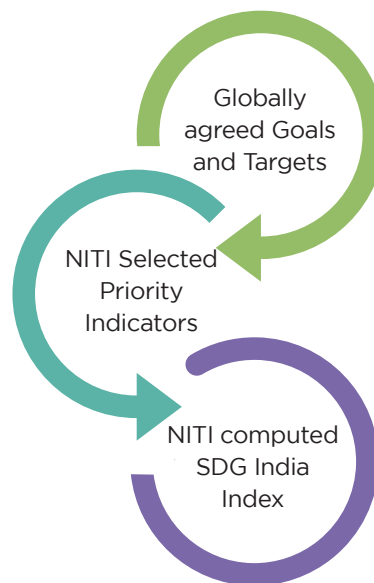 Globally
agreed Goals
and Targets
NITI Selected
Priority
Indicators
NITI computed
SDG India
Index